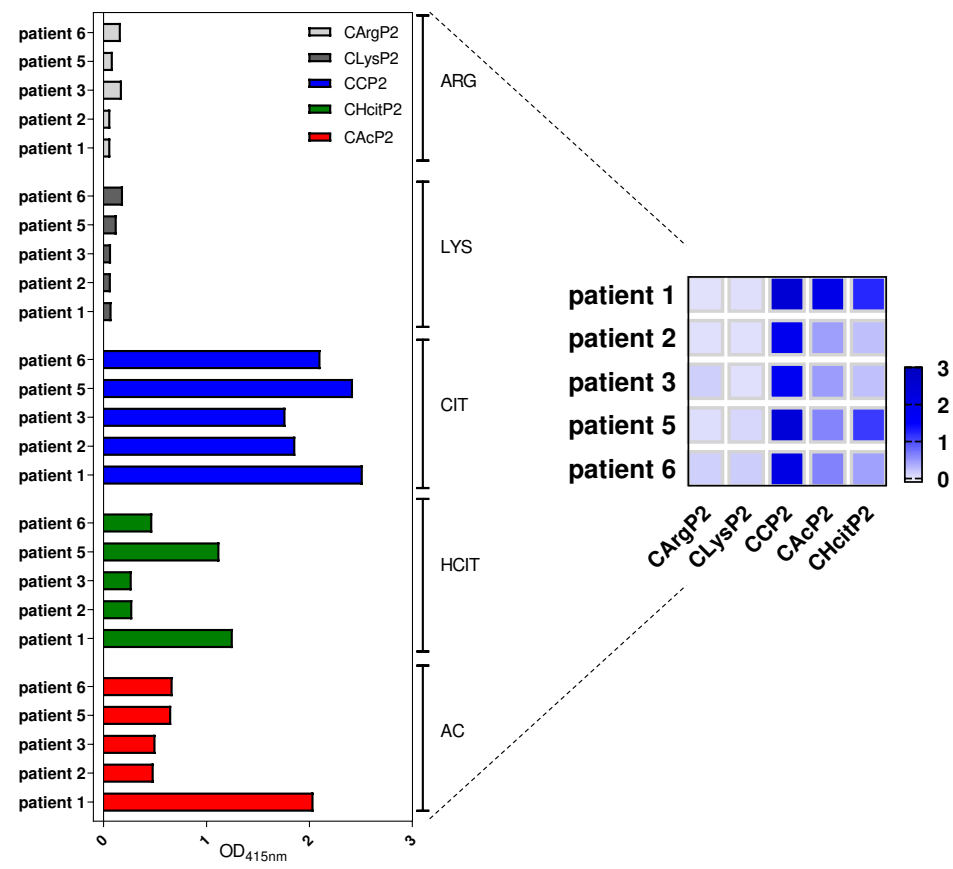 patient 6
patient 5
patient 3
patient 2
patient 1
patient 6
patient 5
patient 3
patient 2
patient 1
patient 6
patient 5
patient 3
patient 2
patient 1
patient 6
patient 5
patient 3
patient 2
patient 1
patient 6
patient 5
patient 3
patient 2
patient 1
0 1 2 3
OD415nm
CArgP2
CLysP2
CCP2
CHcitP2
CAcP2
ARG
LYS
CIT
HCIT
AC
patient 1
patient 2
patient 3
patient 5
patient 6
CArgP2
CLysP2
CCP2
CAcP2
CHcitP2
3
2
1
0